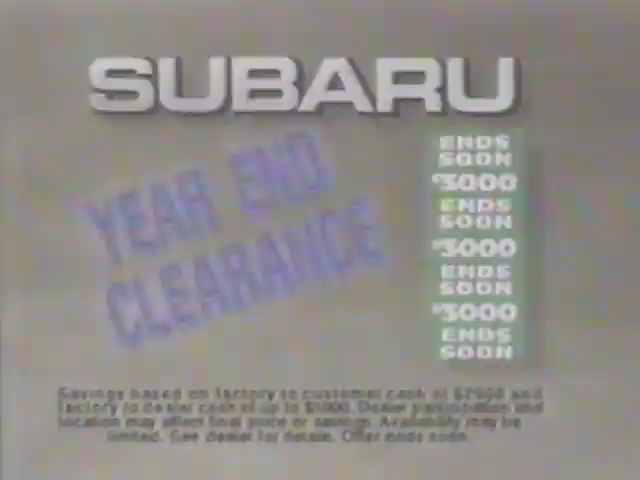 SUBARU
YEAR END
CLEARANCE
ENDS
SOON
$3000
ENDS
SOON
$3000
ENDS
SOON
$3000
ENDS
SOON
Savings based on factory to customer cash of $2500 and
factory to dealer cash of up to $1000. Dealer participation and
location may affect final price or savings. Availability may be
limited. See dealer for details. Offer ends soon.